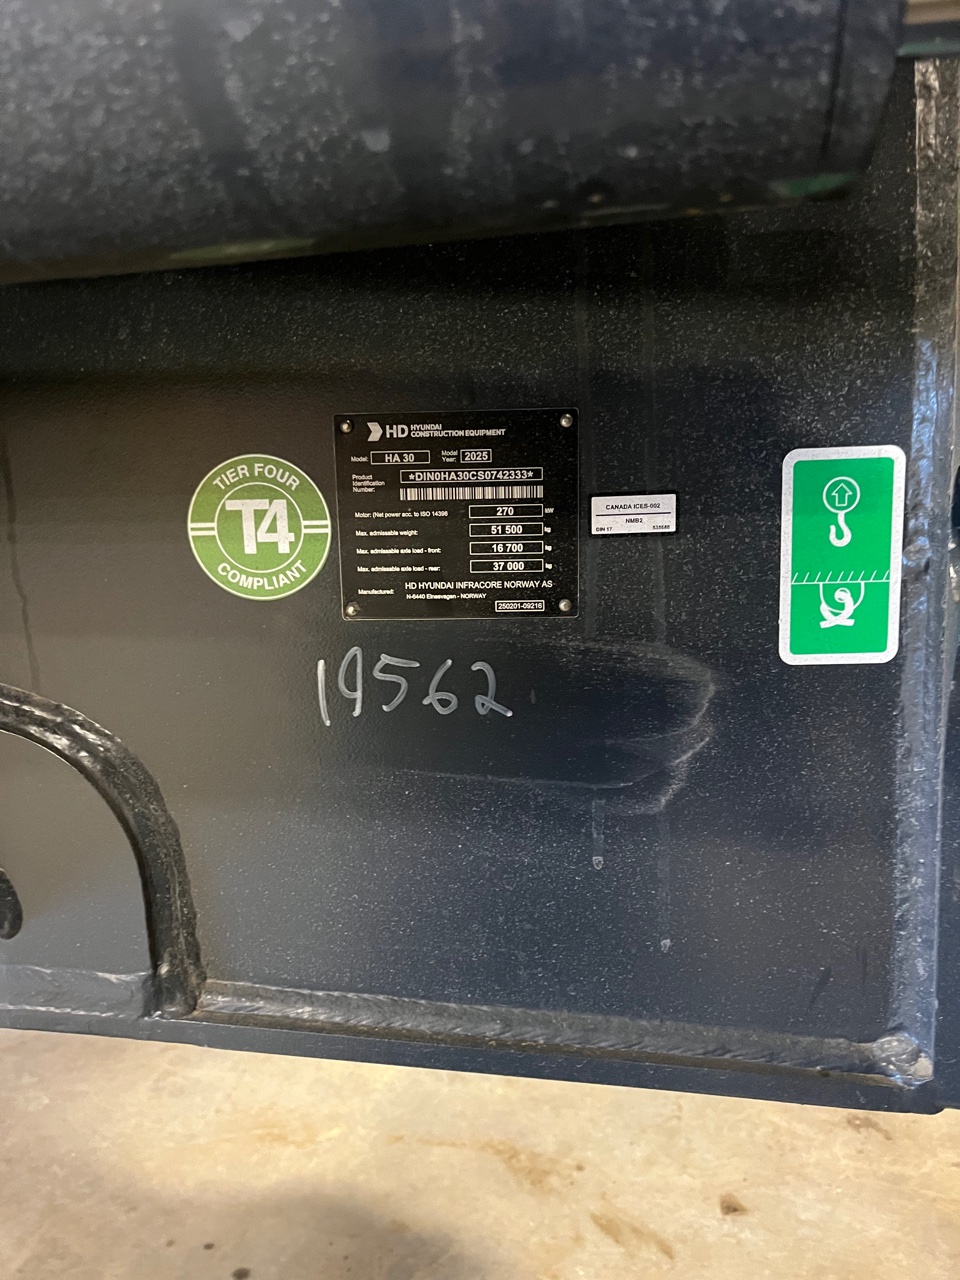 TIER FOUR
T4
COMPLIANT
HD HYUNDAI
CONSTRUCTION EQUIPMENT
Model: HA 30 Model Year: 2025
Product Identification Number: *DIN0HA30CS0742333*
Motor: (Net power acc. to ISO 14396 270 kW
Max. admissable weight: 51 500 kg
Max. admissable axle load - front: 16 700 kg
Max. admissable axle load - rear: 37 000 kg
Manufactured: HD HYUNDAI INFRACORE NORWAY AS
N-6440 Elnesvagen - NORWAY
250201-09216
CANADA ICES-002
NMB2
DIN 17
19562